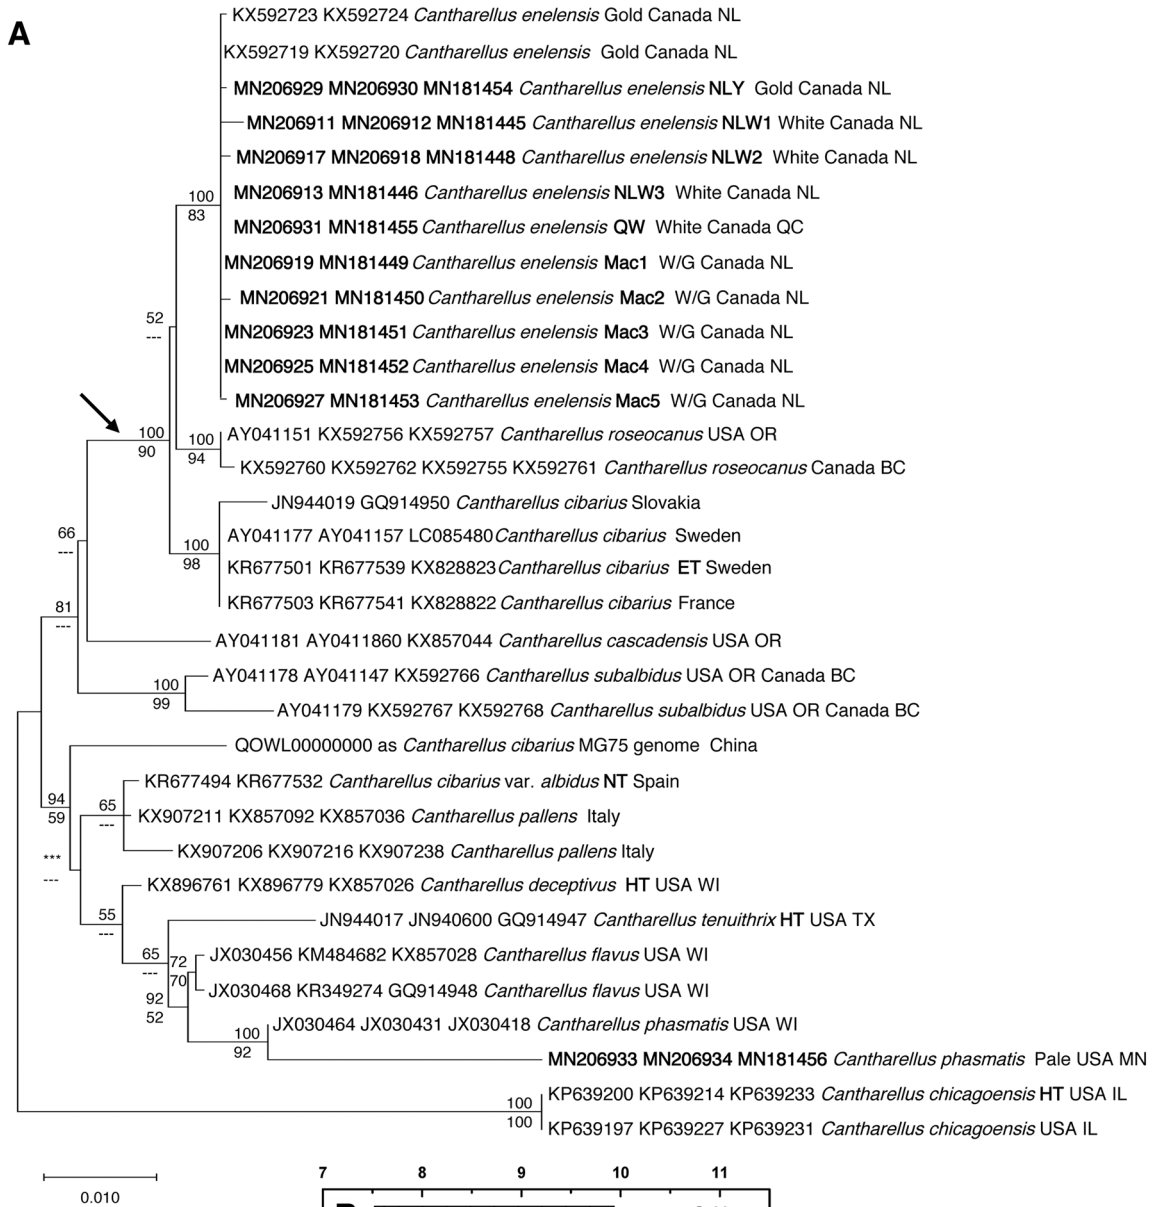 A
KX592723 KX592724 Cantharellus enelensis Gold Canada NL
KX592719 KX592720 Cantharellus enelensis Gold Canada NL
MN206929 MN206930 MN181454 Cantharellus enelensis NLY Gold Canada NL
MN206911 MN206912 MN181445 Cantharellus enelensis NLW1 White Canada NL
MN206917 MN206918 MN181448 Cantharellus enelensis NLW2 White Canada NL
100
83
MN206913 MN181446 Cantharellus enelensis NLW3 White Canada NL
MN206931 MN181455 Cantharellus enelensis QW White Canada QC
MN206919 MN181449 Cantharellus enelensis Mac1 W/G Canada NL
MN206921 MN181450 Cantharellus enelensis Mac2 W/G Canada NL
52
---
MN206923 MN181451 Cantharellus enelensis Mac3 W/G Canada NL
MN206925 MN181452 Cantharellus enelensis Mac4 W/G Canada NL
MN206927 MN181453 Cantharellus enelensis Mac5 W/G Canada NL
100
90
100
94
AY041151 KX592756 KX592757 Cantharellus roseocanus USA OR
KX592760 KX592762 KX592755 KX592761 Cantharellus roseocanus Canada BC
JN944019 GQ914950 Cantharellus cibarius Slovakia
66
---
100
98
AY041177 AY041157 LC085480 Cantharellus cibarius Sweden
KR677501 KR677539 KX828823 Cantharellus cibarius ET Sweden
KR677503 KR677541 KX828822 Cantharellus cibarius France
81
---
AY041181 AY0411860 KX857044 Cantharellus cascadensis USA OR
100
99
AY041178 AY041147 KX592766 Cantharellus subalbidus USA OR Canada BC
AY041179 KX592767 KX592768 Cantharellus subalbidus USA OR Canada BC
QOWL00000000 as Cantharellus cibarius MG75 genome China
KR677494 KR677532 Cantharellus cibarius var. albidus NT Spain
94
59
65
---
KX907211 KX857092 KX857036 Cantharellus pallens Italy
KX907206 KX907216 KX907238 Cantharellus pallens Italy
***
---
KX896761 KX896779 KX857026 Cantharellus deceptivus HT USA WI
55
---
JN944017 JN940600 GQ914947 Cantharellus tenuithrix HT USA TX
65
---
72
70
JX030456 KM484682 KX857028 Cantharellus flavus USA WI
JX030468 KR349274 GQ914948 Cantharellus flavus USA WI
92
52
JX030464 JX030431 JX030418 Cantharellus phasmatis USA WI
100
92
MN206933 MN206934 MN181456 Cantharellus phasmatis Pale USA MN
KP639200 KP639214 KP639233 Cantharellus chicagoensis HT USA IL
100
100
KP639197 KP639227 KP639231 Cantharellus chicagoensis USA IL
7 8 9 10 11
0.010